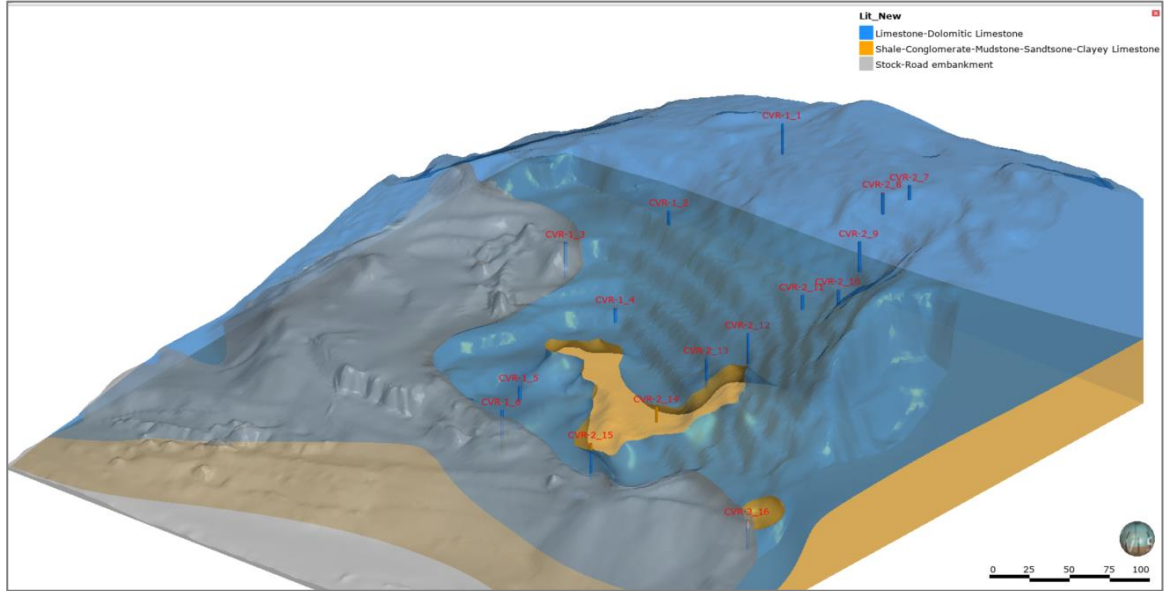 Lit_New
Limestone-Dolomitic Limestone
Shale-Conglomerate-Mudstone-Sandtsone-Clayey Limestone
Stock-Road embankment
CVR-1_1
CVR-2_7
CVR-2_8
CVR-1_2
CVR-1_3
CVR-2_9
CVR-2_10
CVR-2_11
CVR-1_4
CVR-2_12
CVR-2_13
CVR-1_5
CVR-1_6
CVR-2_14
CVR-2_15
CVR-2_16
0 25 50 75 100